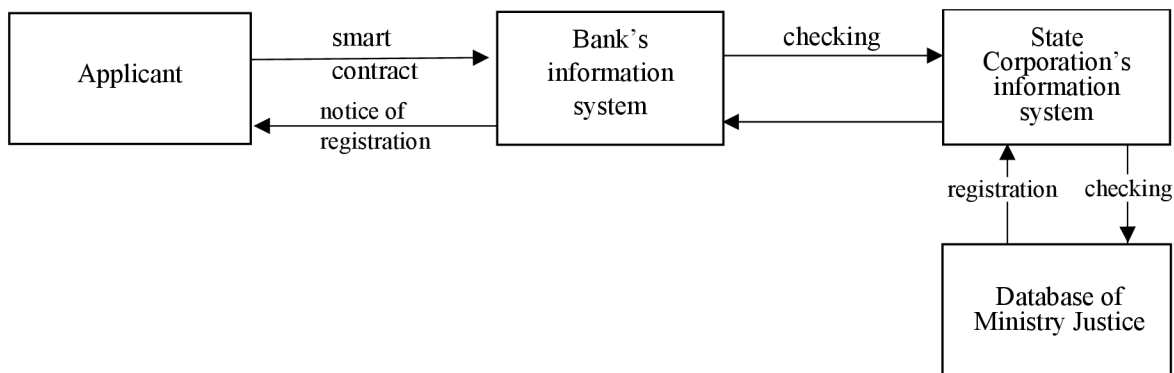 Applicant
smart
contract
notice of
registration
Bank's
information
system
checking
State
Corporation's
information
system
registration
checking
Database of
Ministry Justice